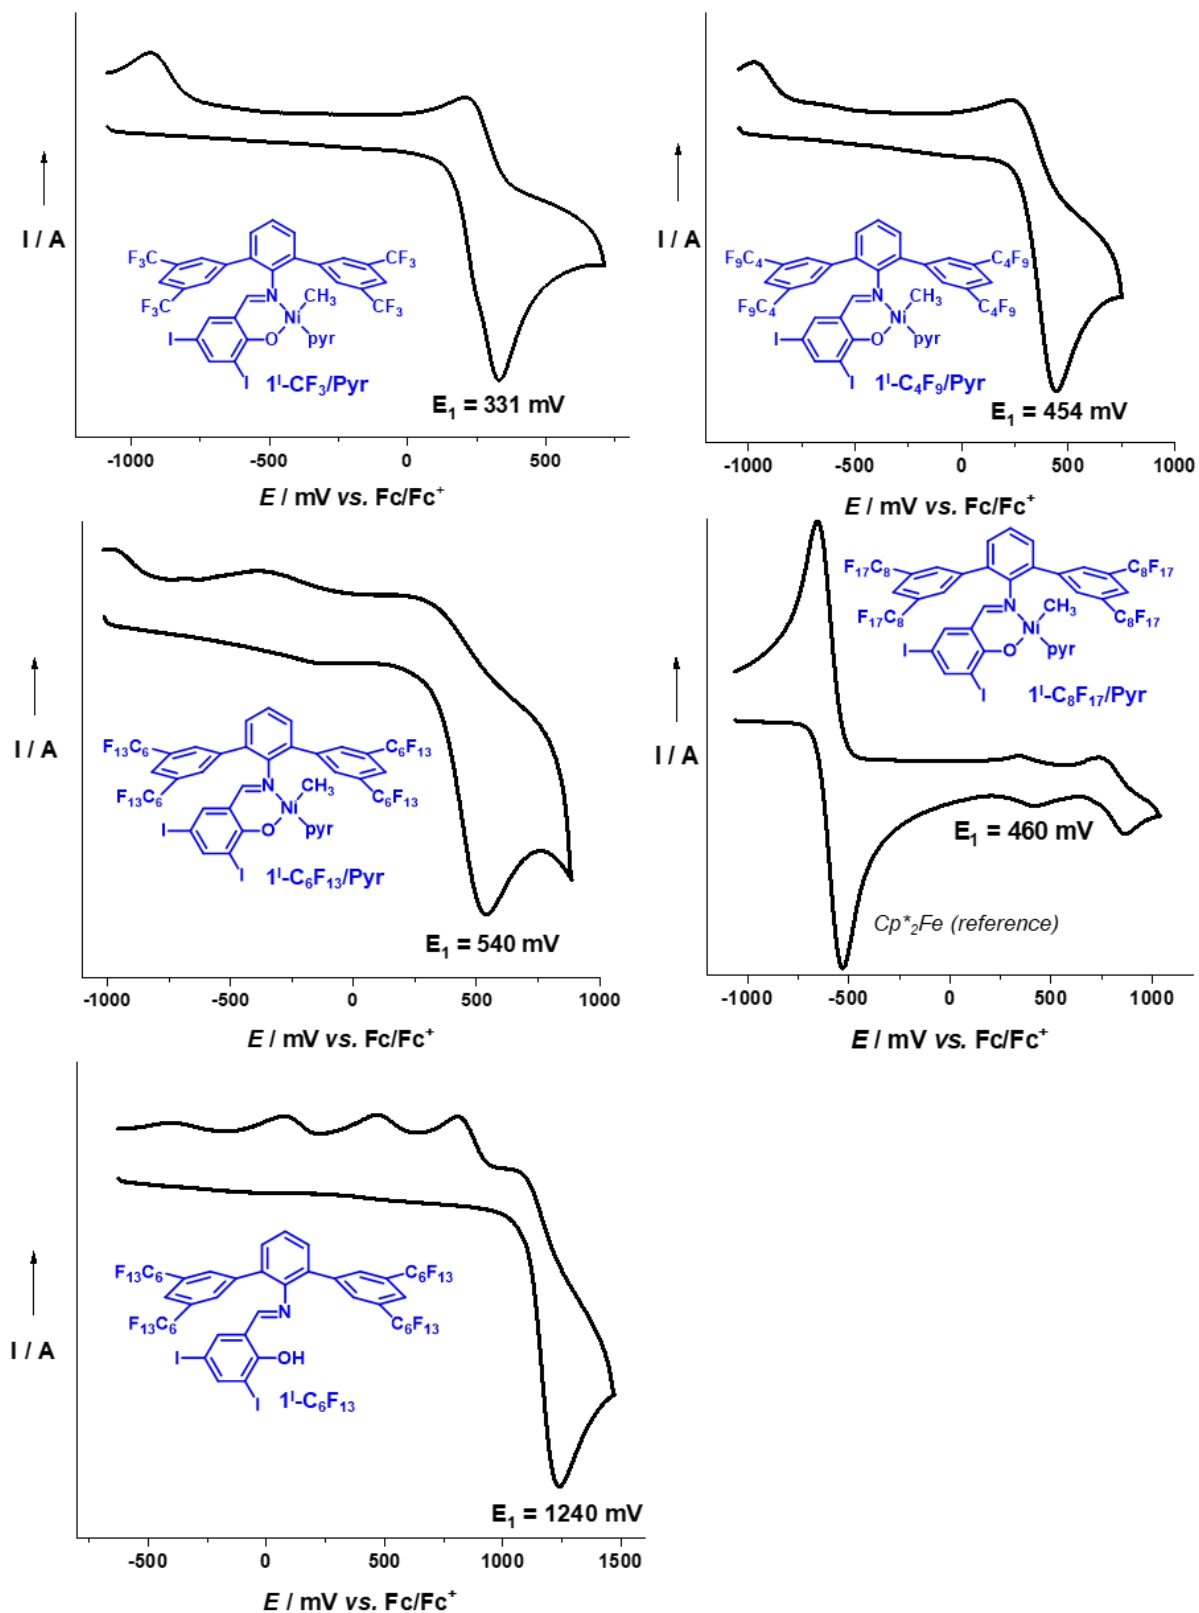 I / A
F₃C
CF₃
F₃C
CF₃
N
CH₃
Ni
O
pyr
I
I
1ᴵ-CF₃/Pyr
E₁ = 331 mV
-1000 -500 0 500
E / mV vs. Fc/Fc⁺
I / A
F₉C₄
C₄F₉
F₉C₄
C₄F₉
N
CH₃
Ni
O
pyr
I
I
1ᴵ-C₄F₉/Pyr
E₁ = 454 mV
-1000 -500 0 500 1000
E / mV vs. Fc/Fc⁺
I / A
F₁₃C₆
C₆F₁₃
F₁₃C₆
C₆F₁₃
N
CH₃
Ni
O
pyr
I
I
1ᴵ-C₆F₁₃/Pyr
E₁ = 540 mV
-1000 -500 0 500 1000
E / mV vs. Fc/Fc⁺
I / A
F₁₇C₈
C₈F₁₇
F₁₇C₈
C₈F₁₇
N
CH₃
Ni
O
pyr
I
I
1ᴵ-C₈F₁₇/Pyr
E₁ = 460 mV
Cp*₂Fe (reference)
-1000 -500 0 500 1000
E / mV vs. Fc/Fc⁺
I / A
F₁₃C₆
C₆F₁₃
F₁₃C₆
C₆F₁₃
N
OH
I
I
1ᴵ-C₆F₁₃
E₁ = 1240 mV
-500 0 500 1000 1500
E / mV vs. Fc/Fc⁺